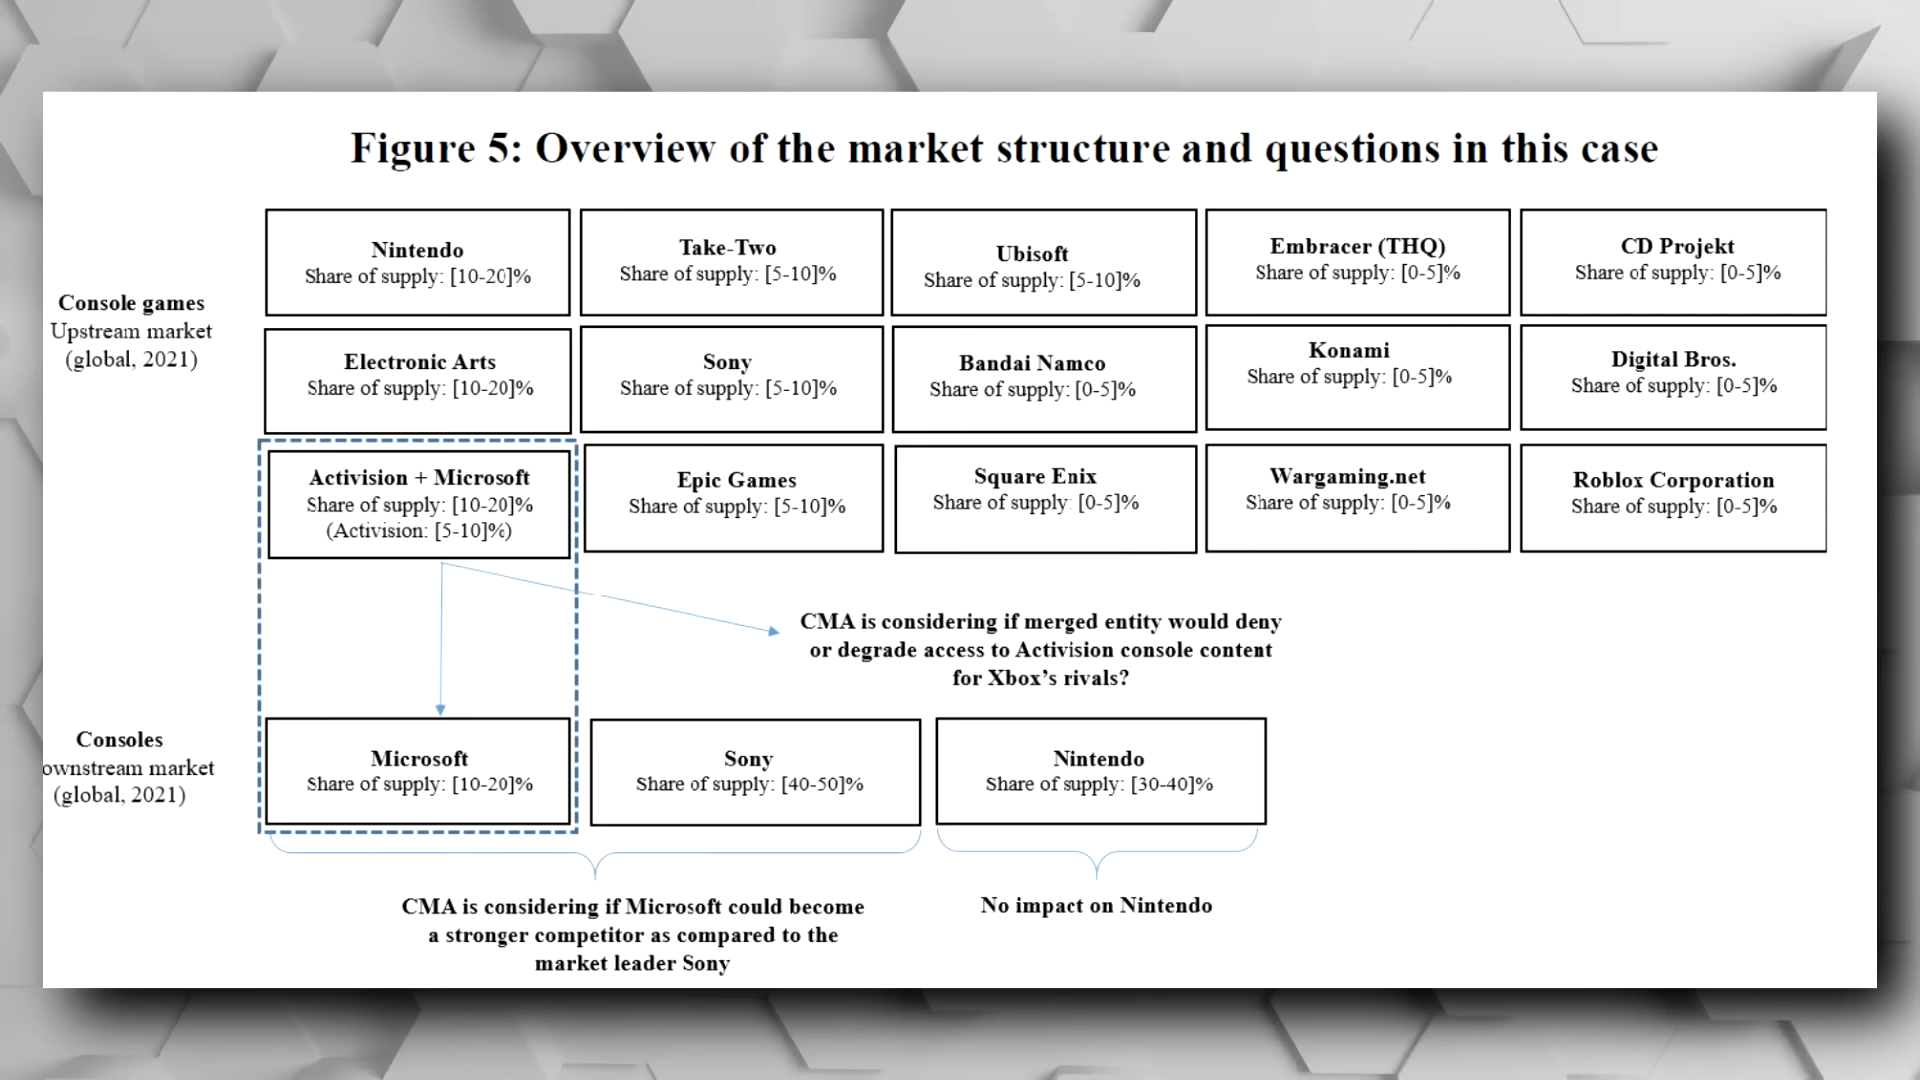 Figure 5: Overview of the market structure and questions in this case
Console games
Upstream market
(global, 2021)
Nintendo
Share of supply: [10-20]%
Take-Two
Share of supply: [5-10]%
Ubisoft
Share of supply: [5-10]%
Embracer (THQ)
Share of supply: [0-5]%
CD Projekt
Share of supply: [0-5]%
Electronic Arts
Share of supply: [10-20]%
Sony
Share of supply: [5-10]%
Bandai Namco
Share of supply: [0-5]%
Konami
Share of supply: [0-5]%
Digital Bros.
Share of supply: [0-5]%
Activision + Microsoft
Share of supply: [10-20]%
(Activision: [5-10]%)
Epic Games
Share of supply: [5-10]%
Square Enix
Share of supply: [0-5]%
Wargaming.net
Share of supply: [0-5]%
Roblox Corporation
Share of supply: [0-5]%
CMA is considering if merged entity would deny
or degrade access to Activision console content
for Xbox’s rivals?
Consoles
ownstream market
(global, 2021)
Microsoft
Share of supply: [10-20]%
Sony
Share of supply: [40-50]%
Nintendo
Share of supply: [30-40]%
CMA is considering if Microsoft could become
a stronger competitor as compared to the
market leader Sony
No impact on Nintendo